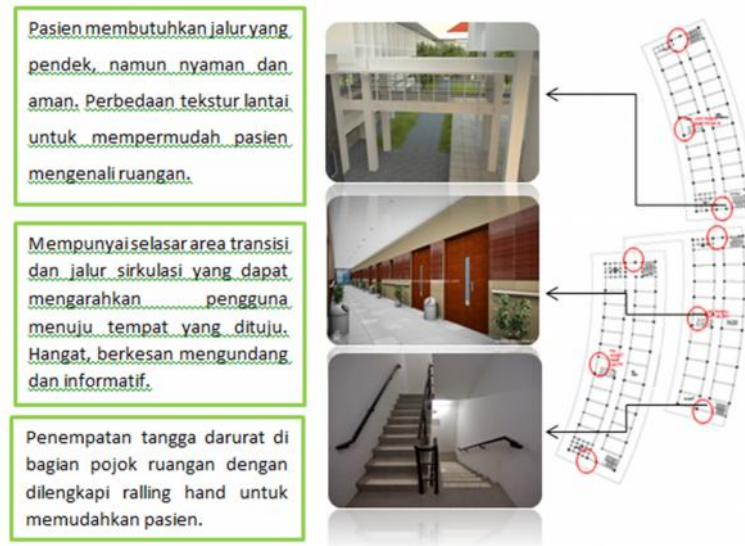 Pasien membutuhkan jalur yang
pendek, namun nyaman dan
aman. Perbedaan tekstur lantai
untuk mempermudah pasien
mengenali ruangan.
Mempunyai selasar area transisi
dan jalur sirkulasi yang dapat
mengarahkan pengguna
menuju tempat yang dituju.
Hangat, berkesan mengundang
dan informatif.
Penempatan tangga darurat di
bagian pojok ruangan dengan
dilengkapi ralling hand untuk
memudahkan pasien.